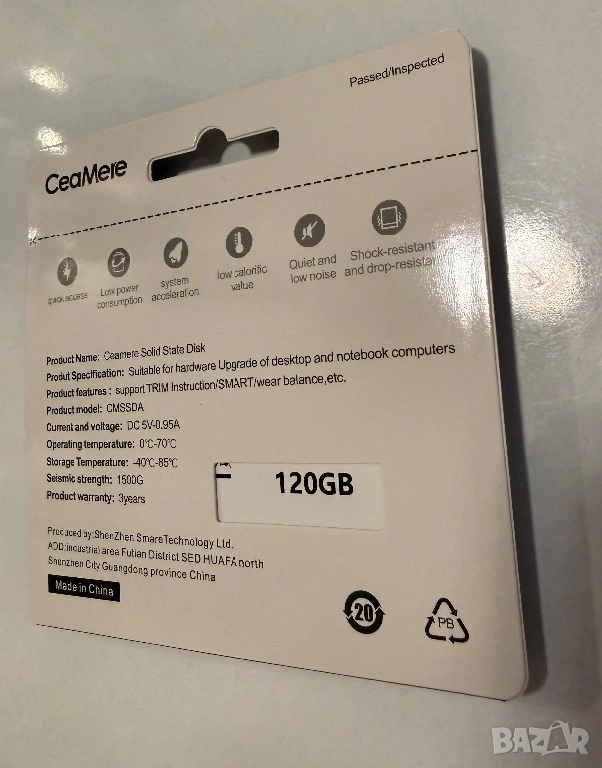 Passed/Inspected
CeaMere
quick access
Low power
consumption
system
acceleration
low calorific
value
Quiet and
low noise
Shock-resistant
and drop-resistant
Product Name: Ceamere Solid State Disk
Produt Specification: Suitable for hardware Upgrade of desktop and notebook computers
Product features : support TRIM Instruction/SMART/wear balance,etc.
Product model: CMSSDA
Current and voltage: DC 5V-0.95A
Operating temperature: 0℃-70℃
Storage Temperature: -40℃-85℃
Seismic strength: 1500G
Product warranty: 3years
120GB
Produced by:ShenZhen SmareTechnology Ltd.
ADD:industrial area Futian District SED HUAFA north
Shenzhen City Guangdong province China
Made in China
20
PB
BAZAR